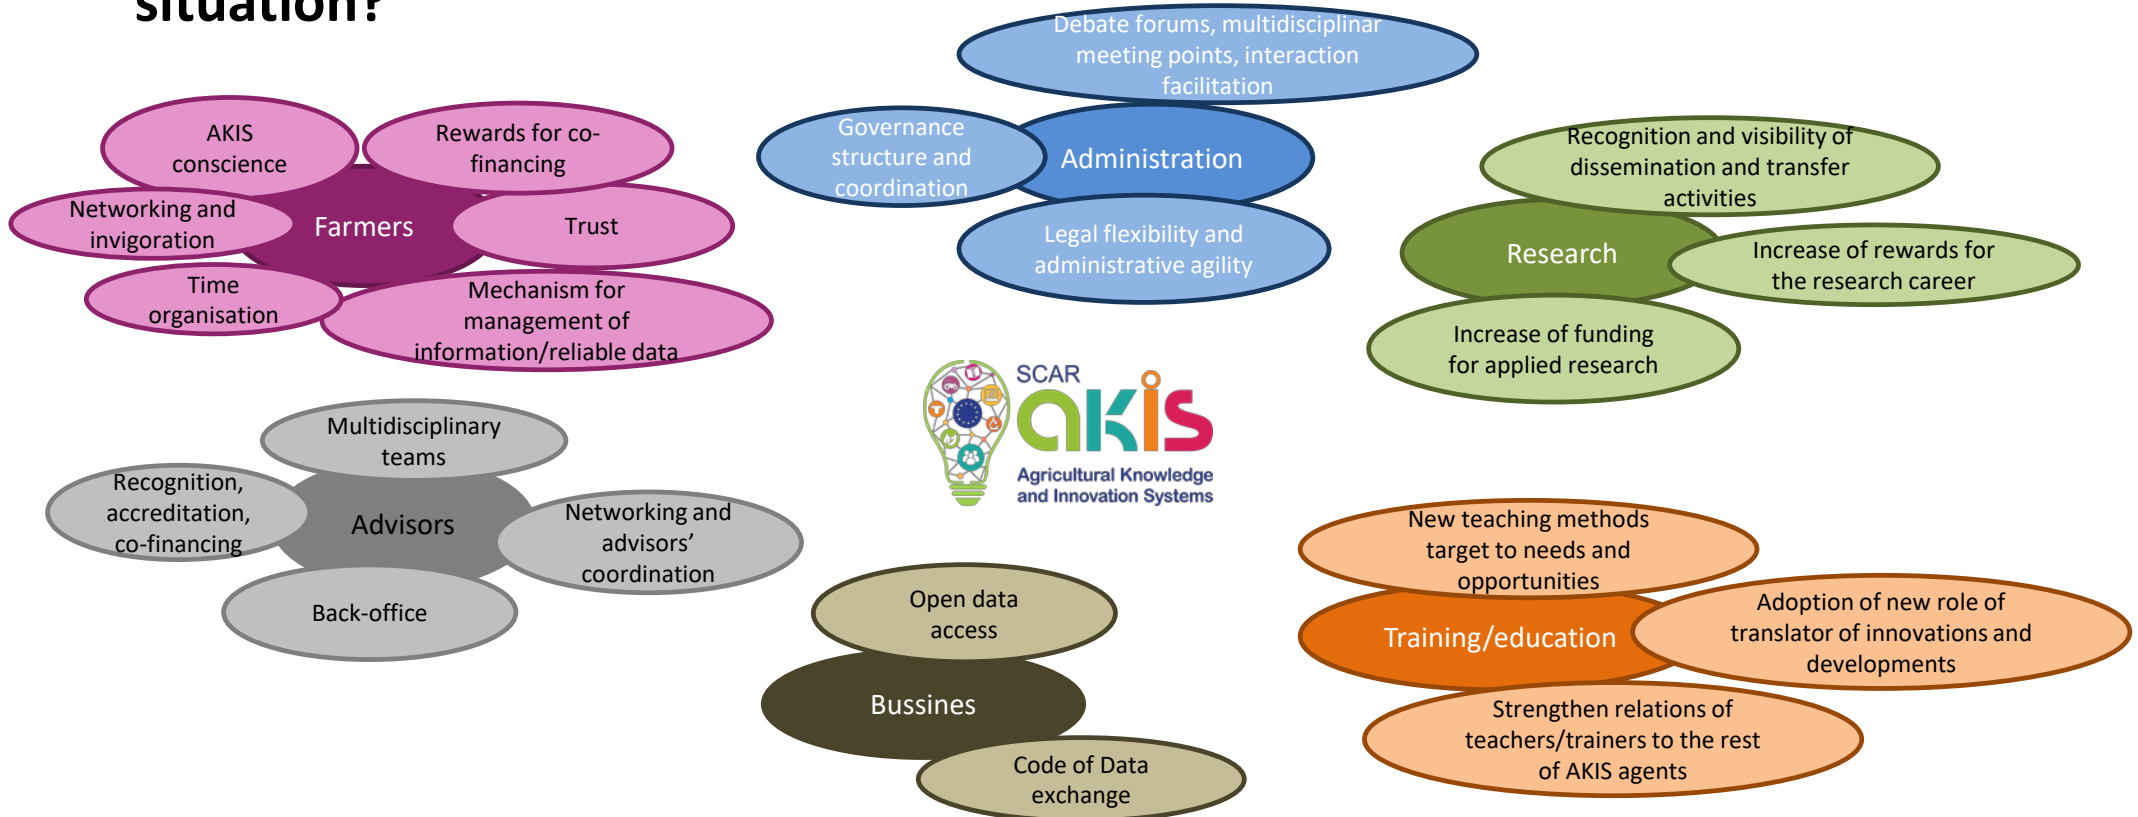 situation?
Debate forums, multidisciplinar
meeting points, interaction
facilitation
Governance
structure and
coordination
Administration
Legal flexibility and
administrative agility
AKIS
conscience
Rewards for co-
financing
Networking and
invigoration
Farmers
Trust
Time
organisation
Mechanism for
management of
information/reliable data
Recognition and visibility of
dissemination and transfer
activities
Research
Increase of rewards for
the research career
Increase of funding
for applied research
SCAR
akis
Agricultural Knowledge
and Innovation Systems
Multidisciplinary
teams
Recognition,
accreditation,
co-financing
Advisors
Networking and
advisors’
coordination
Back-office
Open data
access
Bussines
Code of Data
exchange
New teaching methods
target to needs and
opportunities
Training/education
Adoption of new role of
translator of innovations and
developments
Strengthen relations of
teachers/trainers to the rest
of AKIS agents